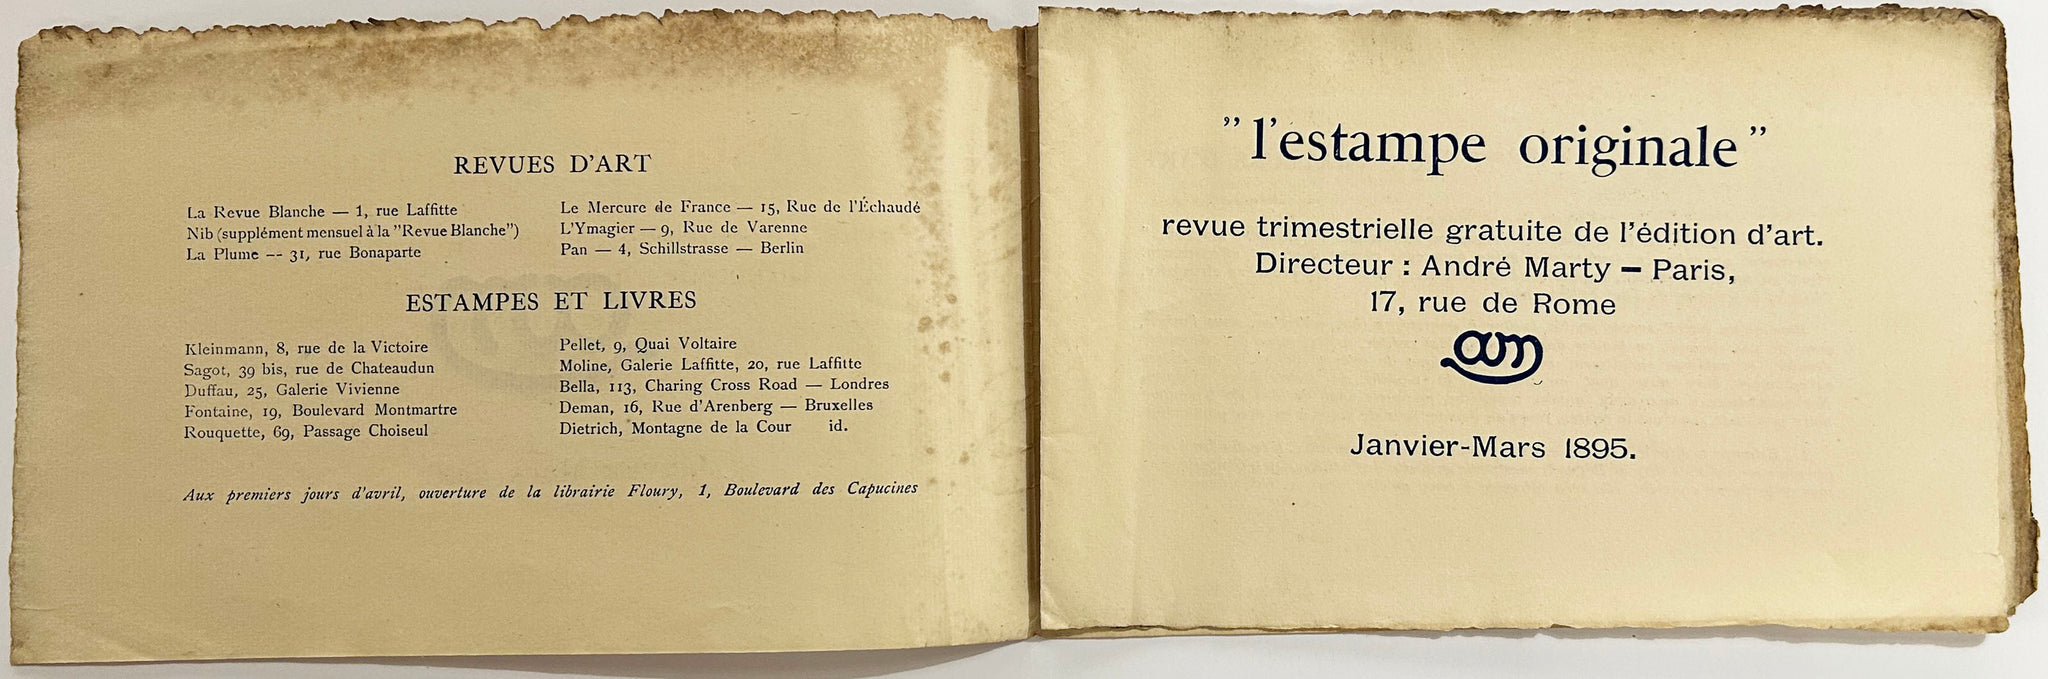 REVUES D'ART
La Revue Blanche — 1, rue Laffitte
Nib (supplément mensuel à la "Revue Blanche")
La Plume -- 31, rue Bonaparte
Le Mercure de France — 15, Rue de l'Échaudé
L'Ymagier — 9, Rue de Varenne
Pan — 4, Schillstrasse — Berlin
ESTAMPES ET LIVRES
Kleinmann, 8, rue de la Victoire
Sagot, 39 bis, rue de Chateaudun
Duffau, 25, Galerie Vivienne
Fontaine, 19, Boulevard Montmartre
Rouquette, 69, Passage Choiseul
Pellet, 9, Quai Voltaire
Moline, Galerie Laffitte, 20, rue Laffitte
Bella, 113, Charing Cross Road — Londres
Deman, 16, Rue d'Arenberg — Bruxelles
Dietrich, Montagne de la Cour id.
Aux premiers jours d'avril, ouverture de la librairie Floury, 1, Boulevard des Capucines
"l'estampe originale"
revue trimestrielle gratuite de l'édition d'art.
Directeur : André Marty — Paris,
17, rue de Rome
am
Janvier-Mars 1895.